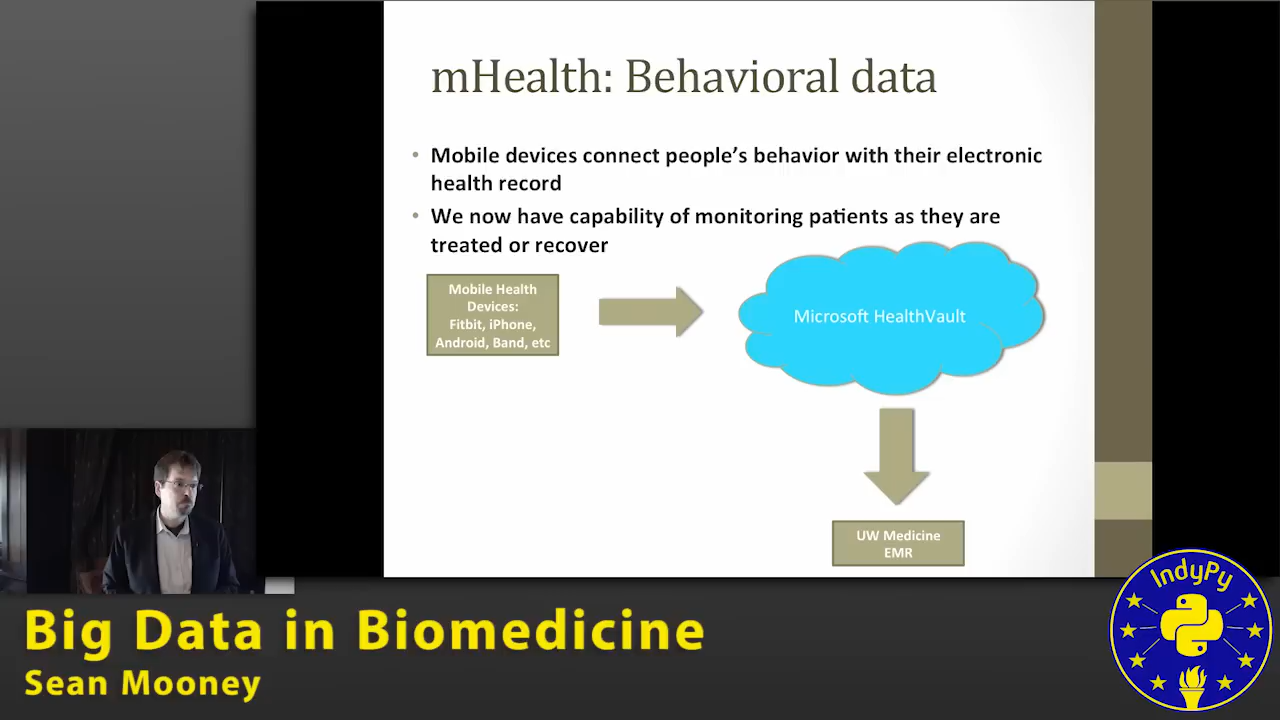 mHealth: Behavioral data
• Mobile devices connect people's behavior with their electronic
health record
• We now have capability of monitoring patients as they are
treated or recover
Mobile Health
Devices:
Fitbit, iPhone,
Android, Band, etc
Microsoft HealthVault
UW Medicine
EMR
Big Data in Biomedicine
Sean Mooney
IndyPy